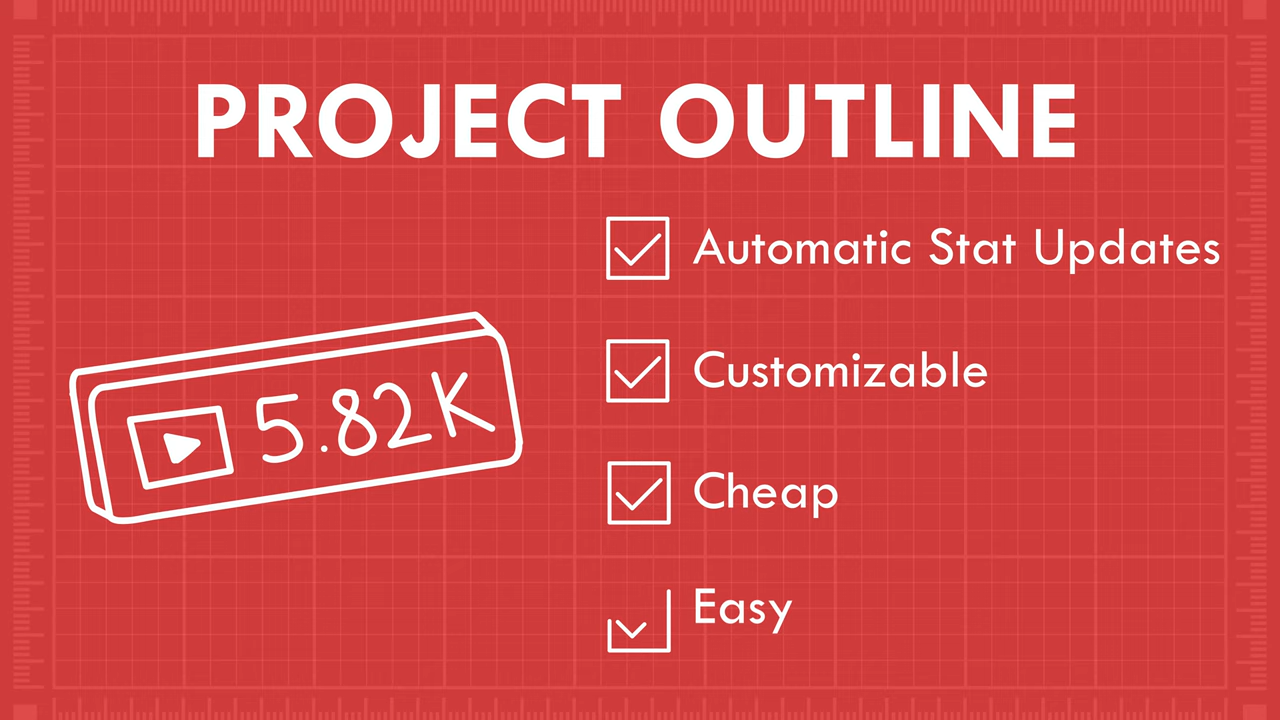 PROJECT OUTLINE
Automatic Stat Updates
5.82K
Customizable
Cheap
Easy